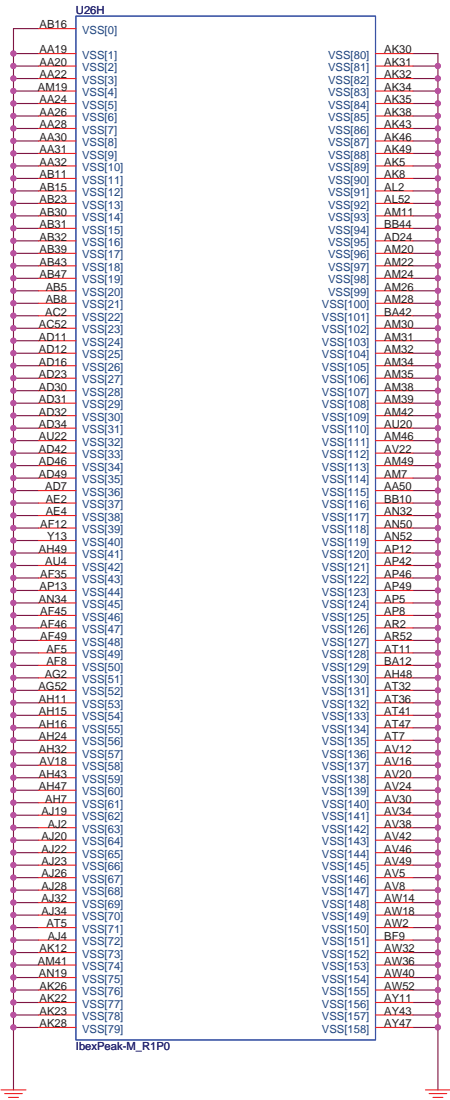 U26H
AB16 VSS[0]
AA19 VSS[1] VSS[80] AK30
AA20 VSS[2] VSS[81] AK31
AA22 VSS[3] VSS[82] AK32
AM19 VSS[4] VSS[83] AK34
AA24 VSS[5] VSS[84] AK35
AA26 VSS[6] VSS[85] AK38
AA28 VSS[7] VSS[86] AK43
AA30 VSS[8] VSS[87] AK46
AA31 VSS[9] VSS[88] AK49
AA32 VSS[10] VSS[89] AK5
AB11 VSS[11] VSS[90] AK8
AB15 VSS[12] VSS[91] AL2
AB23 VSS[13] VSS[92] AL52
AB30 VSS[14] VSS[93] AM11
AB31 VSS[15] VSS[94] BB44
AB32 VSS[16] VSS[95] AD24
AB39 VSS[17] VSS[96] AM20
AB43 VSS[18] VSS[97] AM22
AB47 VSS[19] VSS[98] AM24
AB5 VSS[20] VSS[99] AM26
AB8 VSS[21] VSS[100] AM28
AC2 VSS[22] VSS[101] BA42
AC52 VSS[23] VSS[102] AM30
AD11 VSS[24] VSS[103] AM31
AD12 VSS[25] VSS[104] AM32
AD16 VSS[26] VSS[105] AM34
AD23 VSS[27] VSS[106] AM35
AD30 VSS[28] VSS[107] AM38
AD31 VSS[29] VSS[108] AM39
AD32 VSS[30] VSS[109] AM42
AD34 VSS[31] VSS[110] AU20
AU22 VSS[32] VSS[111] AM46
AD42 VSS[33] VSS[112] AV22
AD46 VSS[34] VSS[113] AM49
AD49 VSS[35] VSS[114] AM7
AD7 VSS[36] VSS[115] AA50
AE2 VSS[37] VSS[116] BB10
AE4 VSS[38] VSS[117] AN32
AF12 VSS[39] VSS[118] AN50
Y13 VSS[40] VSS[119] AN52
AH49 VSS[41] VSS[120] AP12
AU4 VSS[42] VSS[121] AP42
AF35 VSS[43] VSS[122] AP46
AP13 VSS[44] VSS[123] AP49
AN34 VSS[45] VSS[124] AP5
AF45 VSS[46] VSS[125] AP8
AF46 VSS[47] VSS[126] AR2
AF49 VSS[48] VSS[127] AR52
AF5 VSS[49] VSS[128] AT11
AF8 VSS[50] VSS[129] BA12
AG2 VSS[51] VSS[130] AH48
AG52 VSS[52] VSS[131] AT32
AH11 VSS[53] VSS[132] AT36
AH15 VSS[54] VSS[133] AT41
AH16 VSS[55] VSS[134] AT47
AH24 VSS[56] VSS[135] AT7
AH32 VSS[57] VSS[136] AV12
AV18 VSS[58] VSS[137] AV16
AH43 VSS[59] VSS[138] AV20
AH47 VSS[60] VSS[139] AV24
AH7 VSS[61] VSS[140] AV30
AJ19 VSS[62] VSS[141] AV34
AJ2 VSS[63] VSS[142] AV38
AJ20 VSS[64] VSS[143] AV42
AJ22 VSS[65] VSS[144] AV46
AJ23 VSS[66] VSS[145] AV49
AJ26 VSS[67] VSS[146] AV5
AJ28 VSS[68] VSS[147] AV8
AJ32 VSS[69] VSS[148] AW14
AJ34 VSS[70] VSS[149] AW18
AT5 VSS[71] VSS[150] AW2
AJ4 VSS[72] VSS[151] BF9
AK12 VSS[73] VSS[152] AW32
AM41 VSS[74] VSS[153] AW36
AN19 VSS[75] VSS[154] AW40
AK26 VSS[76] VSS[155] AW52
AK22 VSS[77] VSS[156] AY11
AK23 VSS[78] VSS[157] AY43
AK28 VSS[79] VSS[158] AY47
IbexPeak-M_R1P0